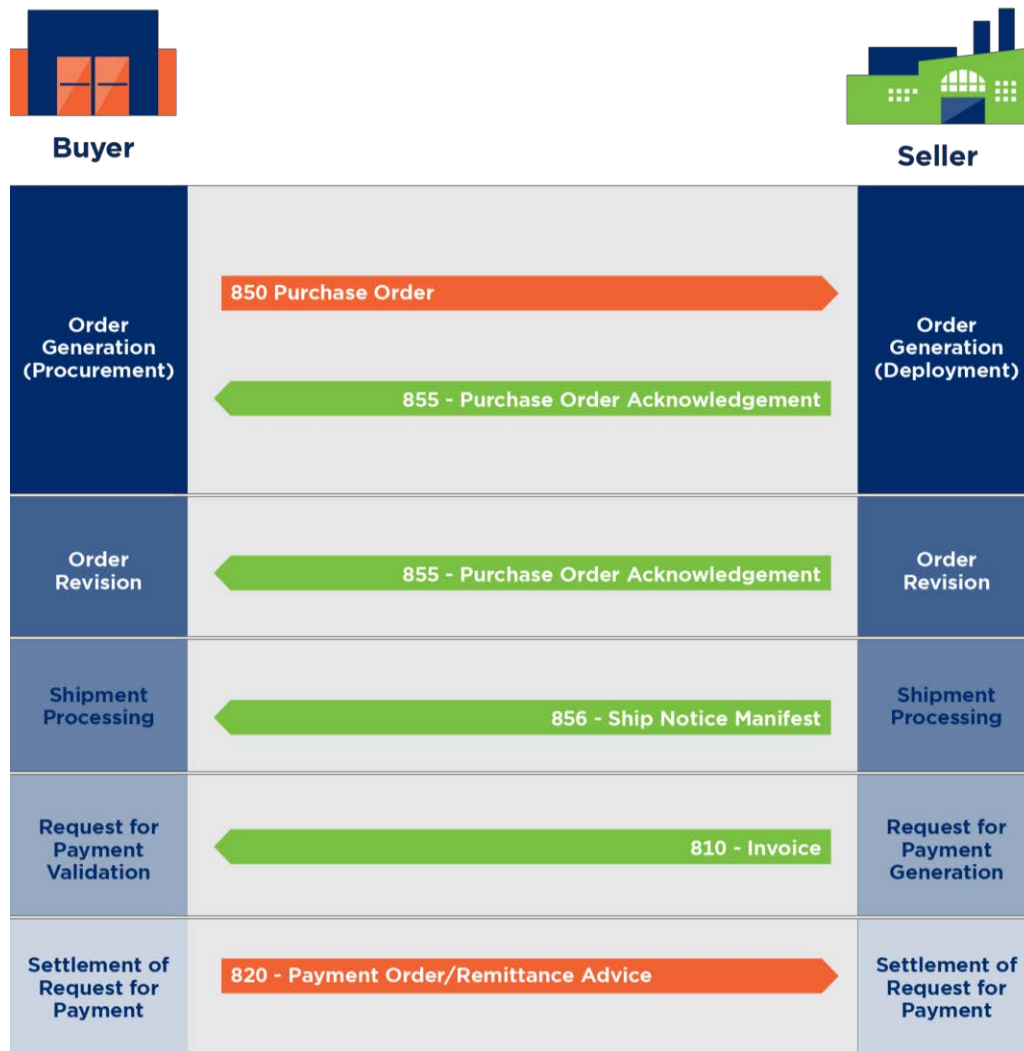 Buyer
Seller
Order
Generation
(Procurement)
850 Purchase Order
855 - Purchase Order Acknowledgement
Order
Generation
(Deployment)
Order
Revision
855 - Purchase Order Acknowledgement
Order
Revision
Shipment
Processing
856 - Ship Notice Manifest
Shipment
Processing
Request for
Payment
Validation
810 - Invoice
Request for
Payment
Generation
Settlement of
Request for
Payment
820 - Payment Order/Remittance Advice
Settlement of
Request for
Payment